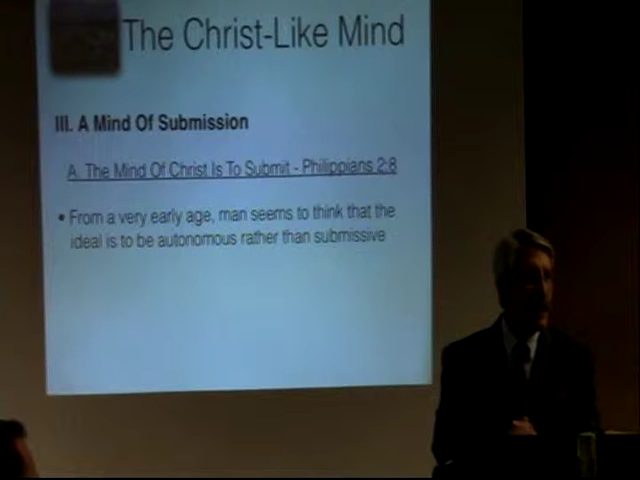 The Christ-Like Mind
III. A Mind Of Submission
A. The Mind Of Christ Is To Submit - Philippians 2:8
• From a very early age, man seems to think that the
ideal is to be autonomous rather than submissive